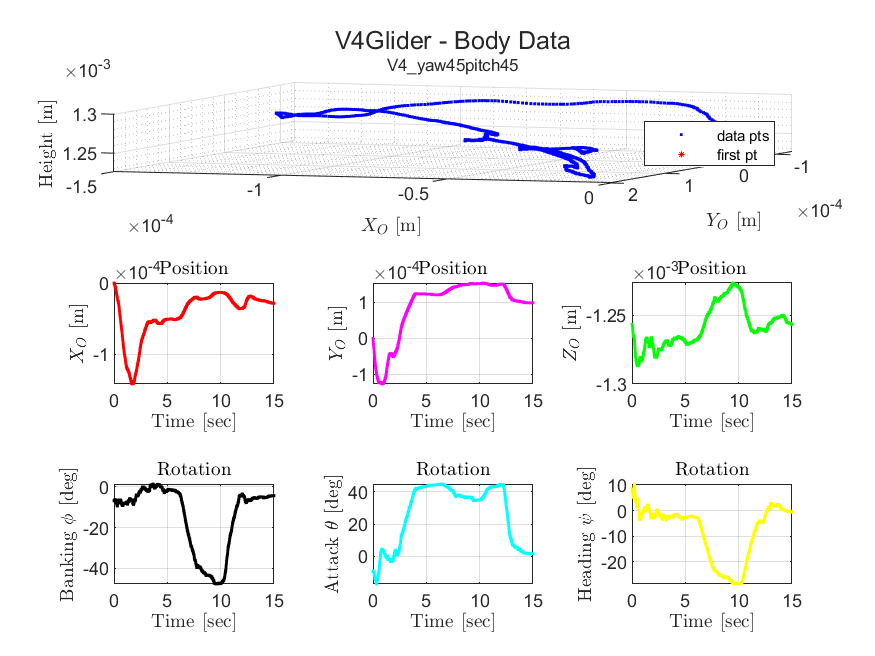 V4Glider - Body Data
V4_yaw45pitch45
×10-3
Height [m]
1.3
1.25
-1.5
-1
-0.5
0
2
1
0
-1
×10-4
XO [m]
YO [m]
×10-4
data pts
first pt
×10-4 Position
XO [m]
0
-1
0 5 10 15
Time [sec]
×10-4 Position
YO [m]
1
0
-1
0 5 10 15
Time [sec]
×10-3 Position
ZO [m]
-1.25
-1.3
0 5 10 15
Time [sec]
Rotation
Banking ϕ [deg]
0
-20
-40
0 5 10 15
Time [sec]
Rotation
Attack θ [deg]
40
20
0
0 5 10 15
Time [sec]
Rotation
Heading ψ [deg]
10
0
-10
-20
0 5 10 15
Time [sec]